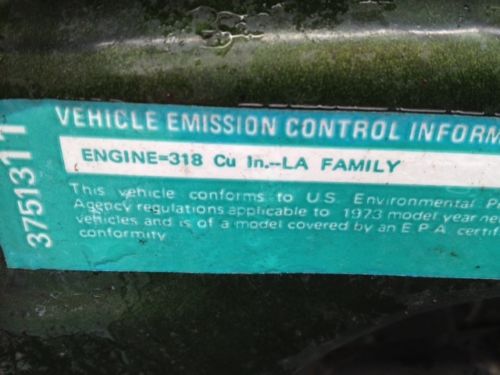 VEHICLE EMISSION CONTROL INFORM
ENGINE=318 Cu In.--LA FAMILY
This vehicle conforms to U.S. Environmental P
Agency regulations applicable to 1973 model year ne
vehicles and is of a model covered by an E.P.A. certif
conformity.
3751311